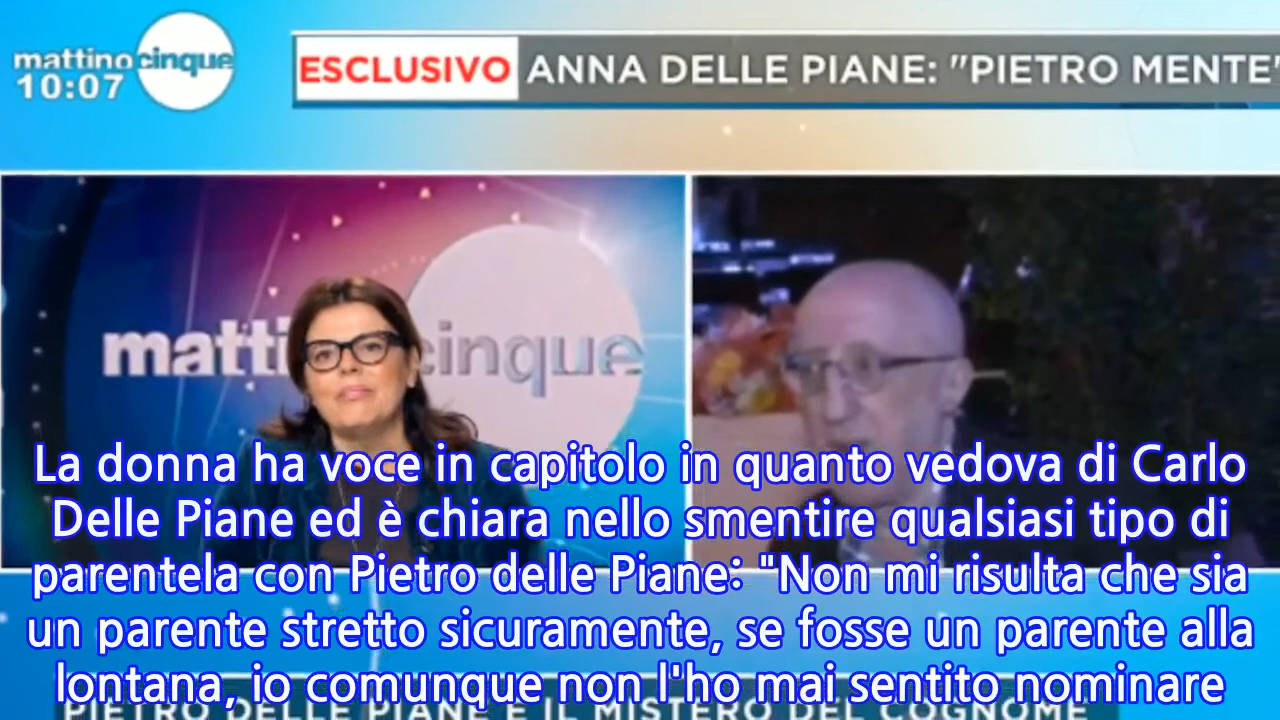 mattinocinque
10:07
ESCLUSIVO ANNA DELLE PIANE: "PIETRO MENTE"
matti cinque
La donna ha voce in capitolo in quanto vedova di Carlo
Delle Piane ed è chiara nello smentire qualsiasi tipo di
parentela con Pietro delle Piane: "Non mi risulta che sia
un parente stretto sicuramente, se fosse un parente alla
lontana, io comunque non l'ho mai sentito nominare
PIETRO DELLE PIANE E IL MISTERO DEL COGNOME